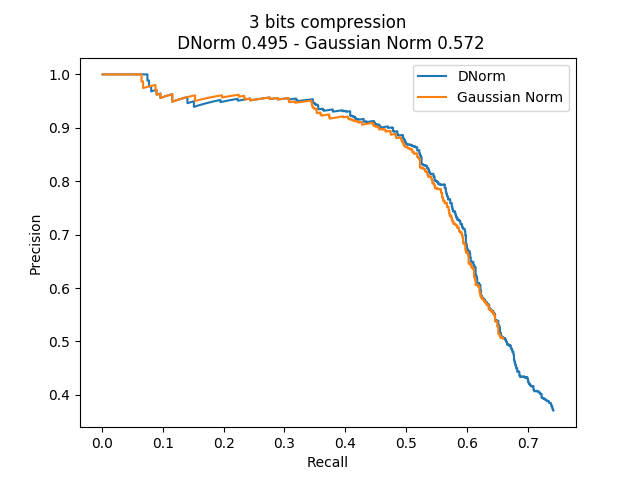 3 bits compression
DNorm 0.495 - Gaussian Norm 0.572
DNorm
Gaussian Norm
1.0
0.9
0.8
0.7
0.6
0.5
0.4
Precision
0.0 0.1 0.2 0.3 0.4 0.5 0.6 0.7
Recall